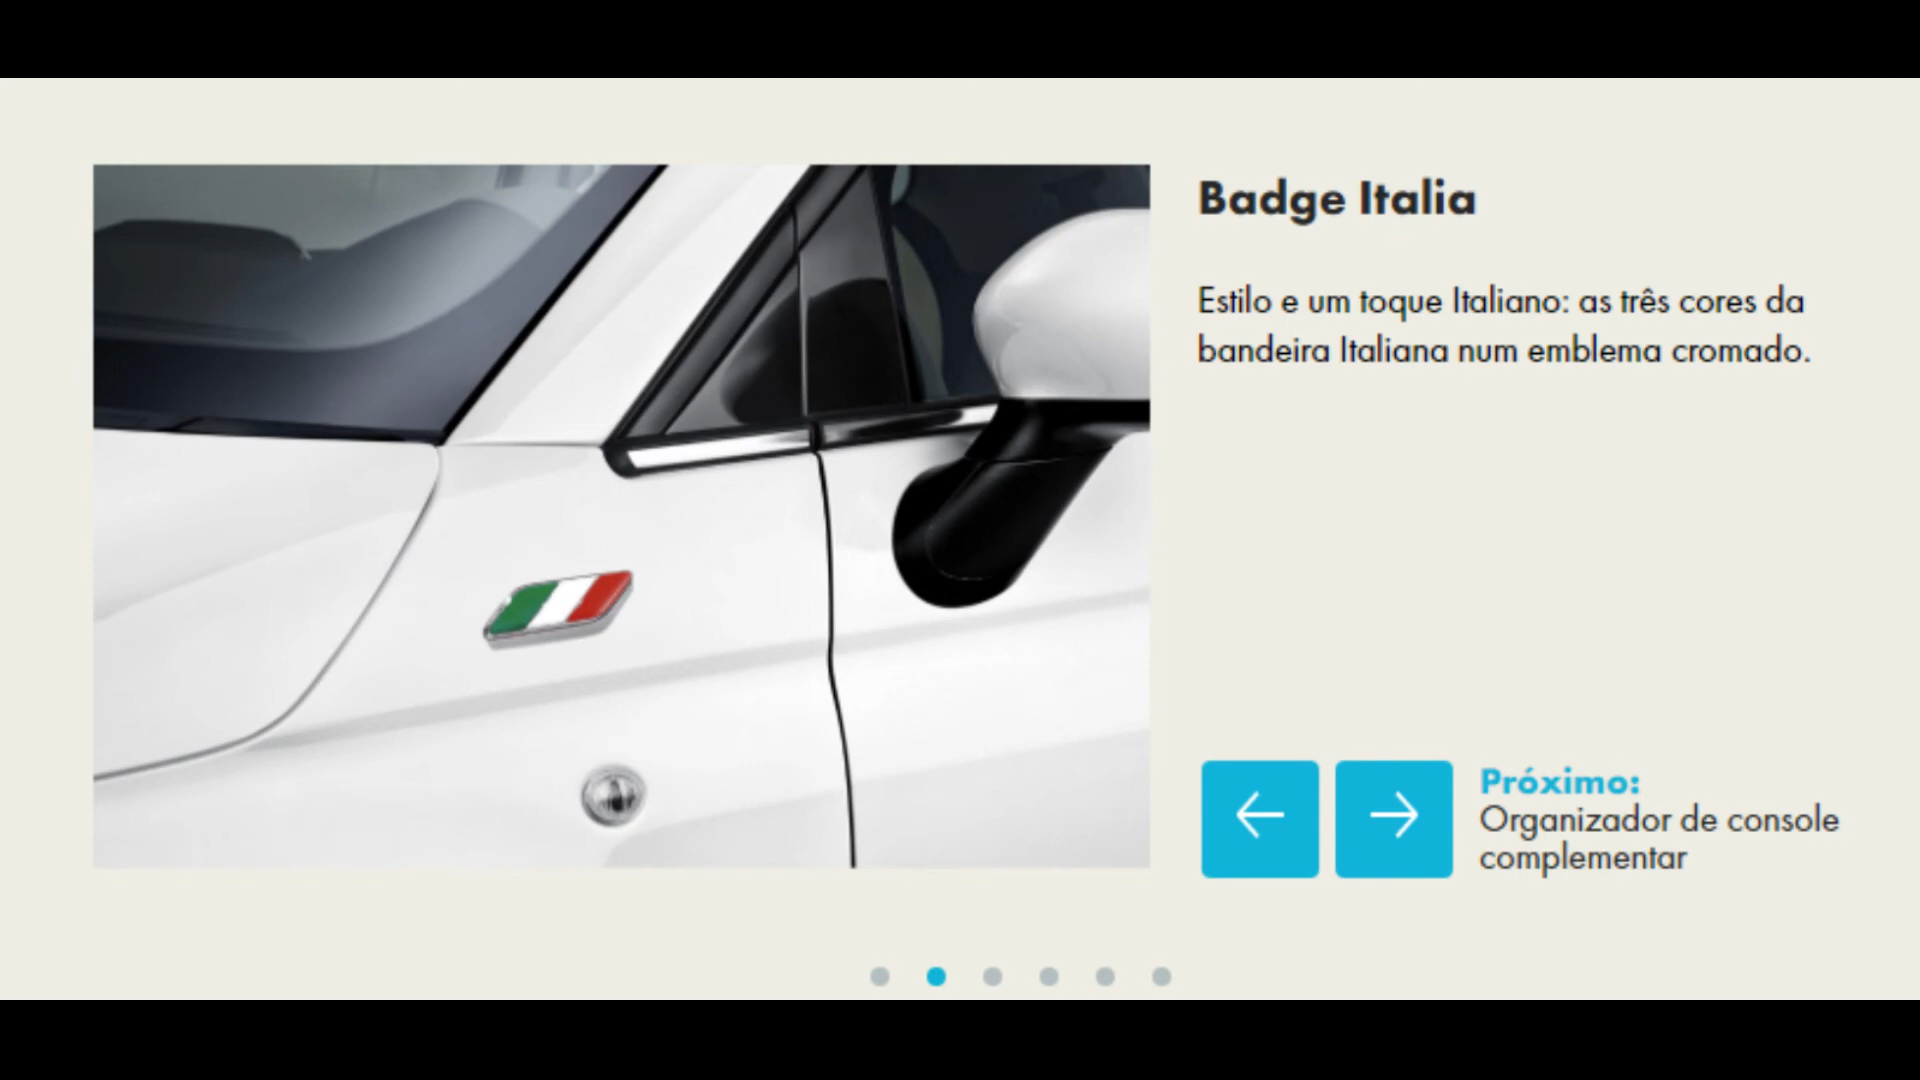 Badge Italia
Estilo e um toque Italiano: as três cores da
bandeira Italiana num emblema cromado.
Próximo:
Organizador de console
complementar